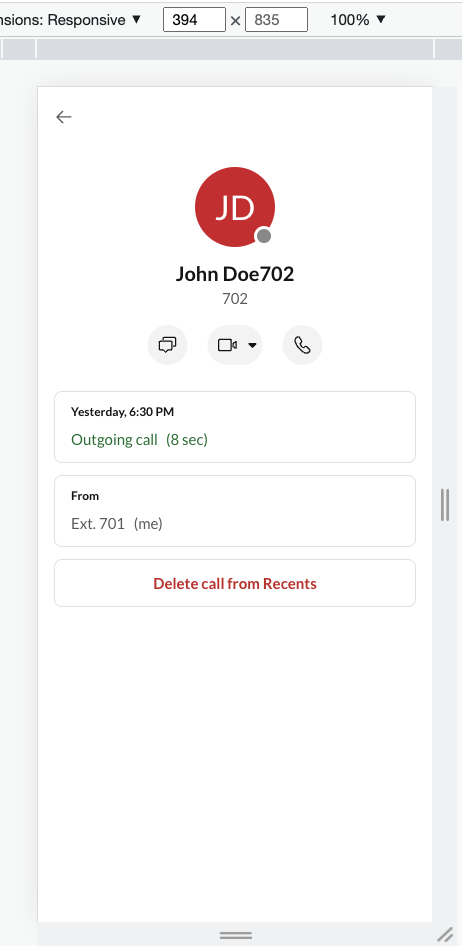 nsions: Responsive ▼ 394 × 835 100% ▼
JD
John Doe702
702
Yesterday, 6:30 PM
Outgoing call (8 sec)
From
Ext. 701 (me)
Delete call from Recents